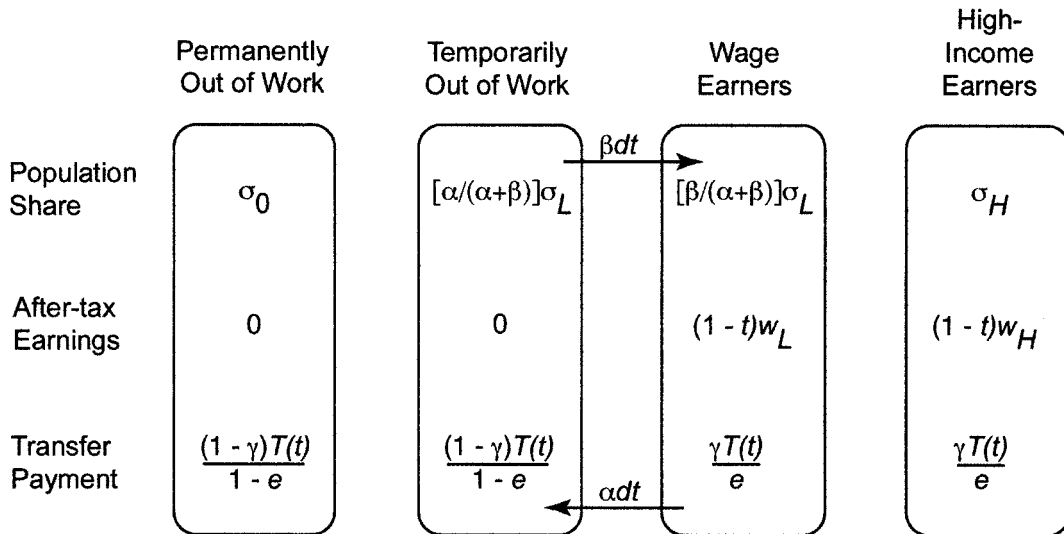 Permanently
Out of Work
Temporarily
Out of Work
Wage
Earners
High-
Income
Earners
βdt
Population
Share
σ0
[α/(α+β)]σL
[β/(α+β)]σL
σH
After-tax
Earnings
0
0
(1 - t)wL
(1 - t)wH
Transfer
Payment
(1 - γ)T(t)
1 - e
(1 - γ)T(t)
1 - e
γT(t)
e
γT(t)
e
αdt